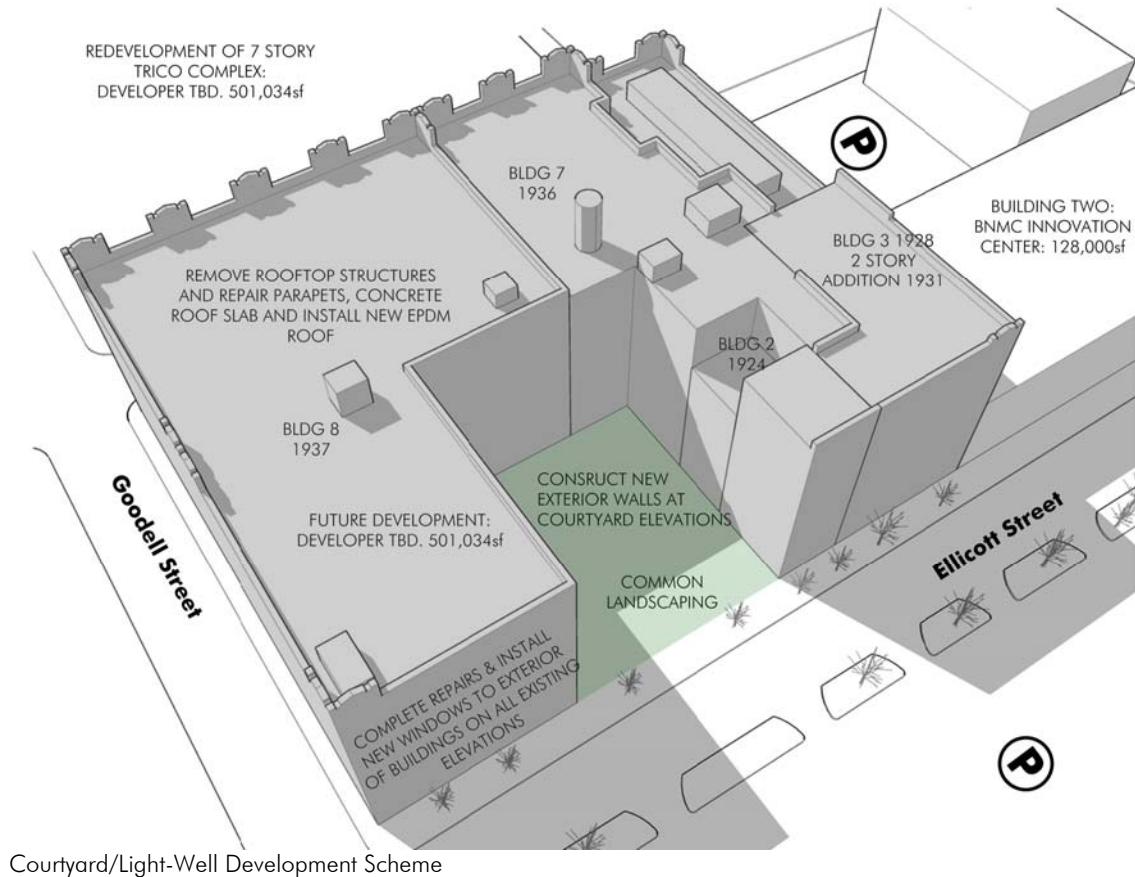 REDEVELOPMENT OF 7 STORY
TRICO COMPLEX:
DEVELOPER TBD. 501,034sf
P
BLDG 7
1936
BUILDING TWO:
BNMC INNOVATION
CENTER: 128,000sf
BLDG 3 1928
2 STORY
ADDITION 1931
REMOVE ROOFTOP STRUCTURES
AND REPAIR PARAPETS, CONCRETE
ROOF SLAB AND INSTALL NEW EPDM
ROOF
BLDG 2
1924
BLDG 8
1937
Goodell Street
CONSRUCT NEW
EXTERIOR WALLS AT
COURTYARD ELEVATIONS
FUTURE DEVELOPMENT:
DEVELOPER TBD. 501,034sf
Ellicott Street
COMMON
LANDSCAPING
COMPLETE REPAIRS & INSTALL
NEW WINDOWS TO EXTERIOR
OF BUILDINGS ON ALL EXISTING
ELEVATIONS
P
Courtyard/Light-Well Development Scheme